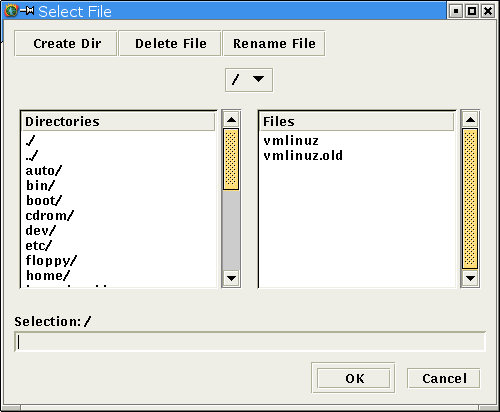 Select File
Create Dir Delete File Rename File
/
Directories
./
../
auto/
bin/
boot/
cdrom/
dev/
etc/
floppy/
home/
Files
vmlinuz
vmlinuz.old
Selection: /
OK Cancel